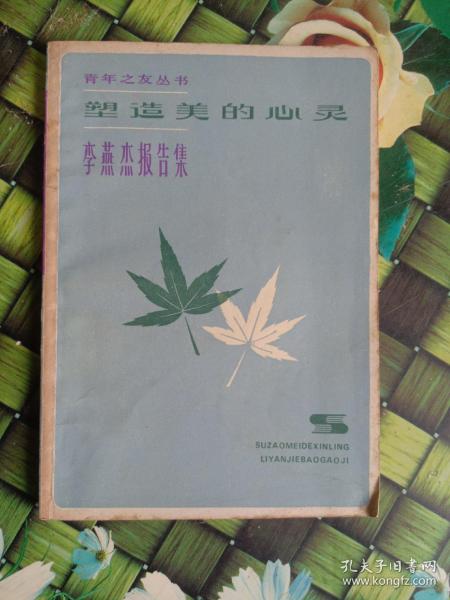 青年之友丛书
塑造美的心灵
李燕杰报告集
SUZAOMEIDEXINLING
LIYANJIEBAOGAOJI
孔夫子旧书网
www.kongfz.com